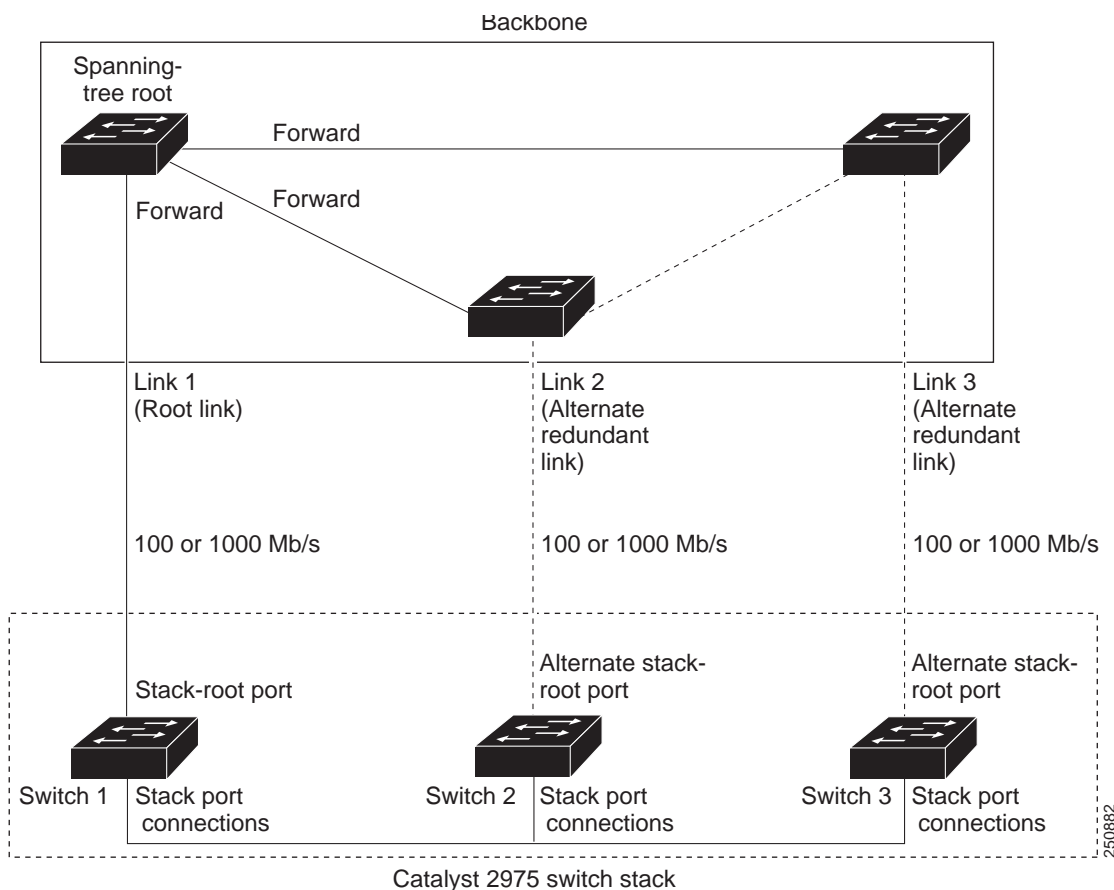 Backbone
Spanning-
tree root
Forward
Forward
Forward
Link 1
(Root link)
Link 2
(Alternate
redundant
link)
Link 3
(Alternate
redundant
link)
100 or 1000 Mb/s
100 or 1000 Mb/s
100 or 1000 Mb/s
Stack-root port
Alternate stack-
root port
Alternate stack-
root port
Switch 1
Stack port
connections
Switch 2
Stack port
connections
Switch 3
Stack port
connections
250882
Catalyst 2975 switch stack